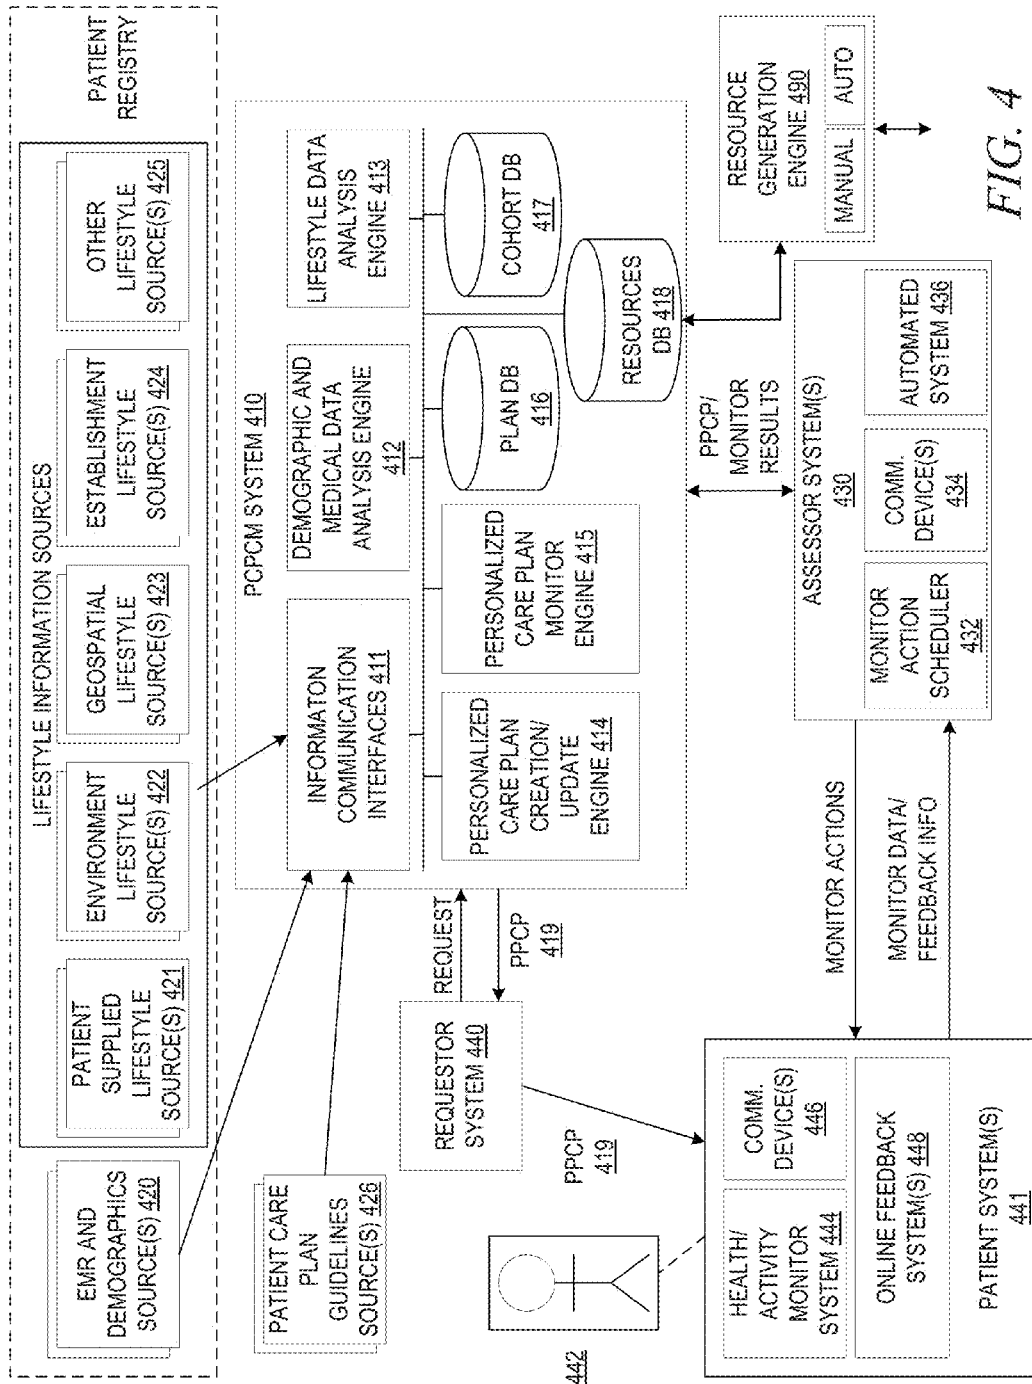 PATIENT
REGISTRY
LIFESTYLE INFORMATION SOURCES
EMR AND
DEMOGRAPHICS
SOURCE(S) 420
PATIENT
SUPPLIED
LIFESTYLE
SOURCE(S) 421
ENVIRONMENT
LIFESTYLE
SOURCE(S) 422
GEOSPATIAL
LIFESTYLE
SOURCE(S) 423
ESTABLISHMENT
LIFESTYLE
SOURCE(S) 424
OTHER
LIFESTYLE
SOURCE(S) 425
PATIENT CARE
PLAN
GUIDELINES
SOURCE(S) 426
PCPCM SYSTEM 410
INFORMATON
COMMUNICATION
INTERFACES 411
DEMOGRAPHIC AND
MEDICAL DATA
ANALYSIS ENGINE
412
LIFESTYLE DATA
ANALYSIS
ENGINE 413
PERSONALIZED
CARE PLAN
CREATION/
UPDATE
ENGINE 414
PERSONALIZED
CARE PLAN
MONITOR
ENGINE 415
PLAN DB
416
COHORT DB
417
RESOURCES
DB 418
REQUEST
PPCP
419
REQUESTOR
SYSTEM 440
PPCP
419
PPCP/
MONITOR
RESULTS
RESOURCE
GENERATION
ENGINE 490
MANUAL
AUTO
442
HEALTH/
ACTIVITY
MONITOR
SYSTEM 444
COMM.
DEVICE(S)
446
ONLINE FEEDBACK
SYSTEM(S) 448
PATIENT SYSTEM(S)
441
MONITOR ACTIONS
MONITOR DATA/
FEEDBACK INFO
ASSESSOR SYSTEM(S)
430
MONITOR
ACTION
SCHEDULER
432
COMM.
DEVICE(S)
434
AUTOMATED
SYSTEM 436
FIG. 4